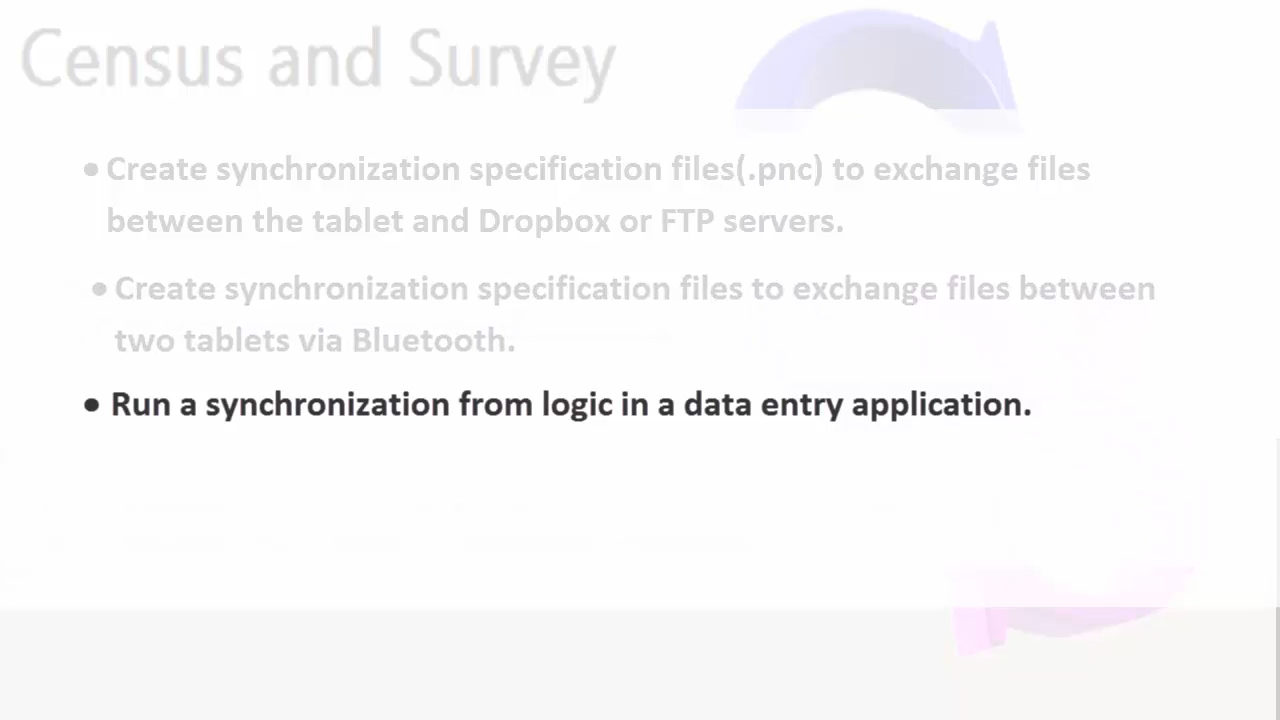 Census and Survey
• Create synchronization specification files(.pnc) to exchange files
between the tablet and Dropbox or FTP servers.
• Create synchronization specification files to exchange files between
two tablets via Bluetooth.
• Run a synchronization from logic in a data entry application.